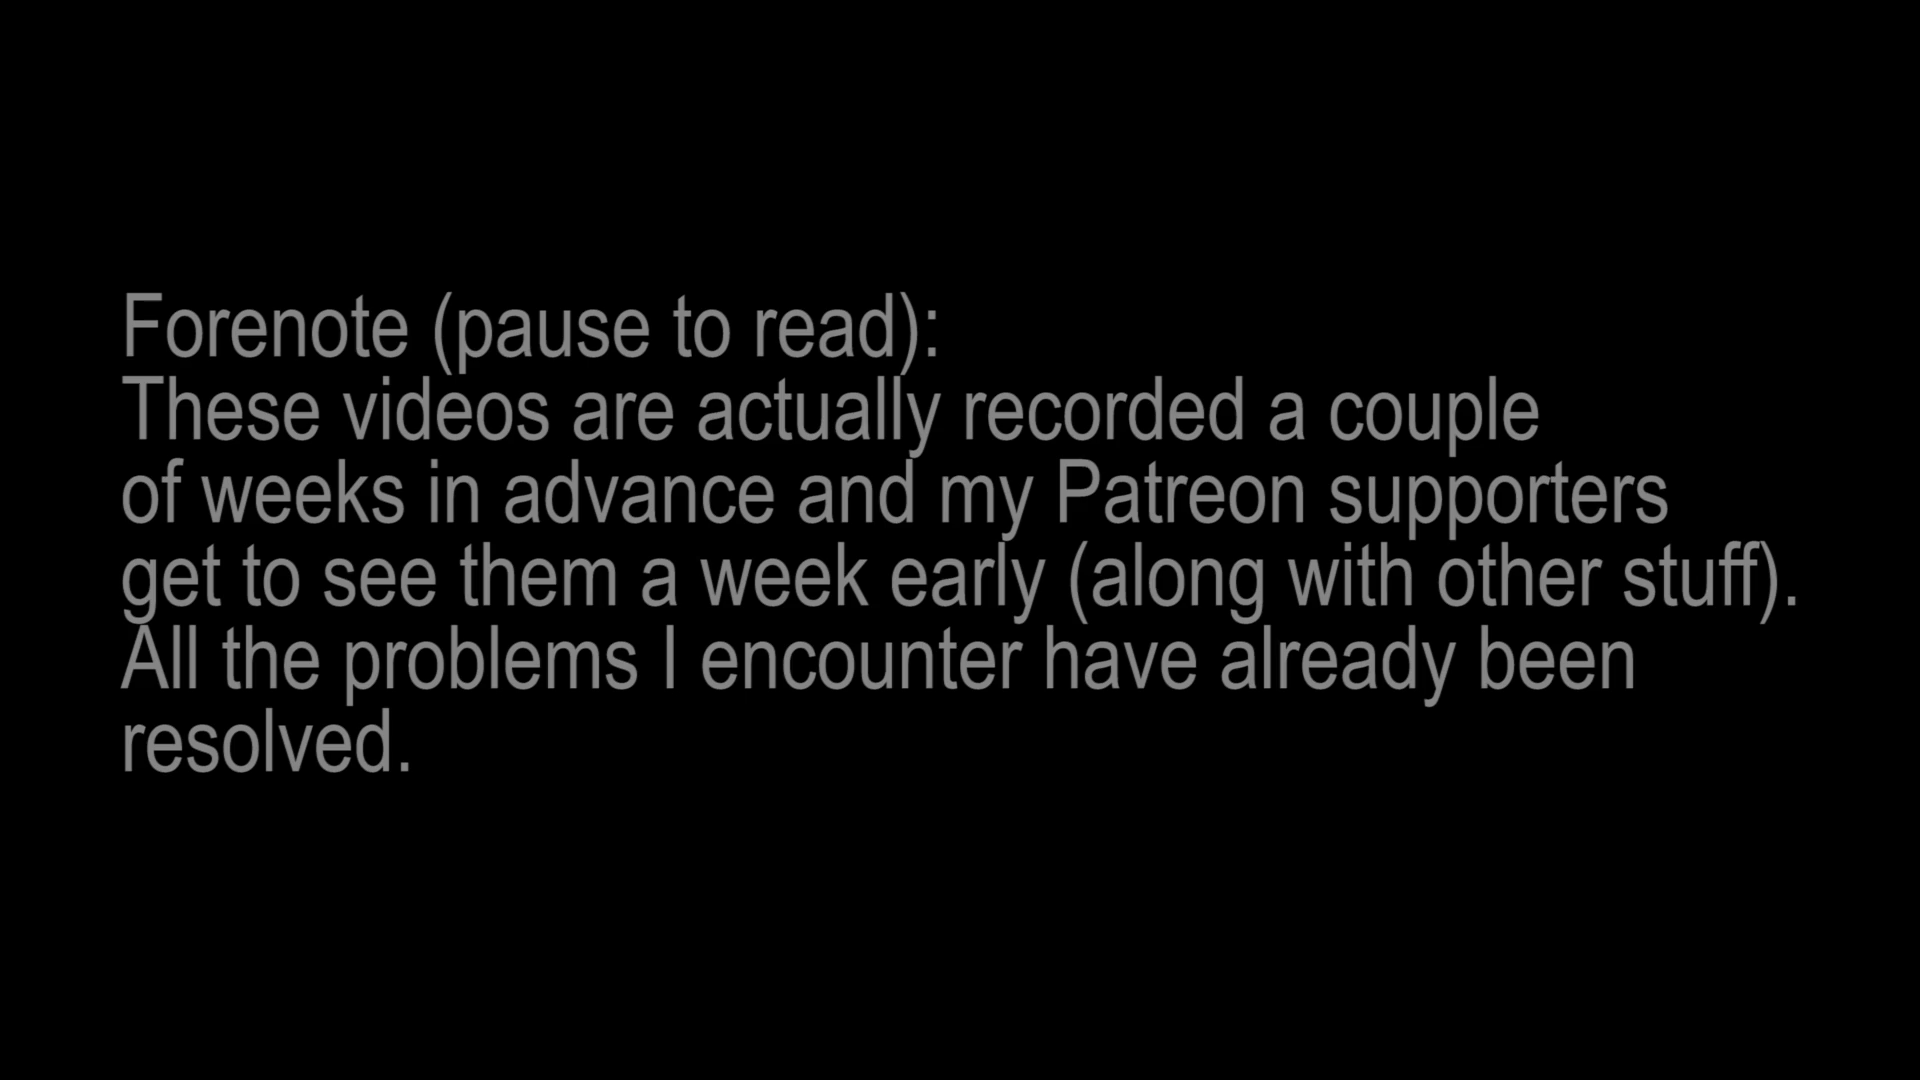 Forenote (pause to read):
These videos are actually recorded a couple
of weeks in advance and my Patreon supporters
get to see them a week early (along with other stuff).
All the problems I encounter have already been
resolved.